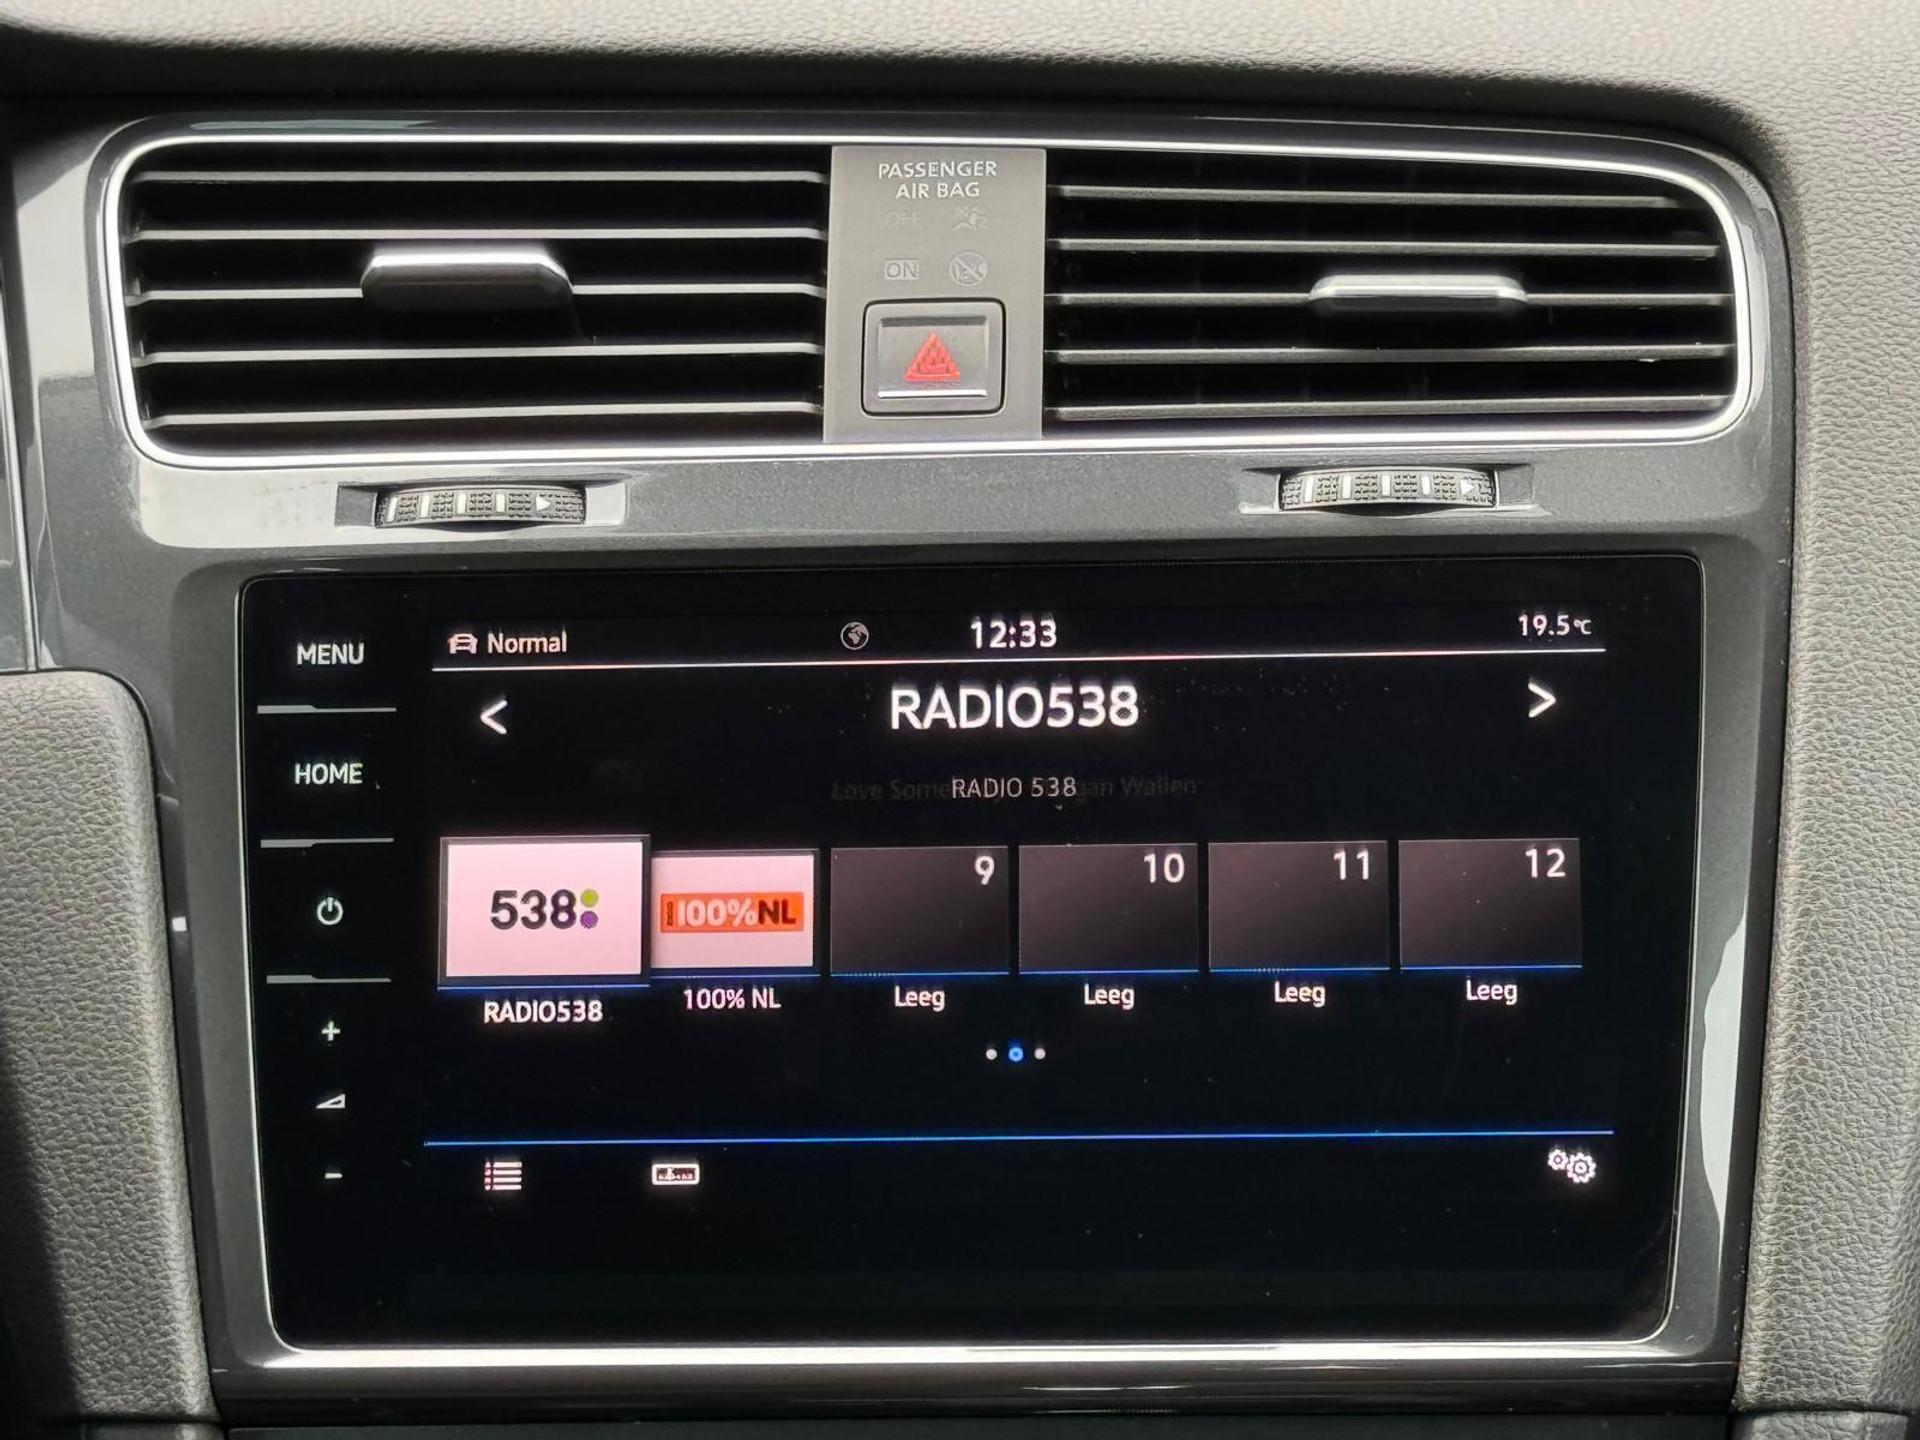 PASSENGER
AIR BAG
OFF
ON
MENU
HOME
Normal
12:33
19.5°C
< RADIO538 >
RADIO 538
538
100%NL
9
10
11
12
RADIO538
100% NL
Leeg
Leeg
Leeg
Leeg
+
-